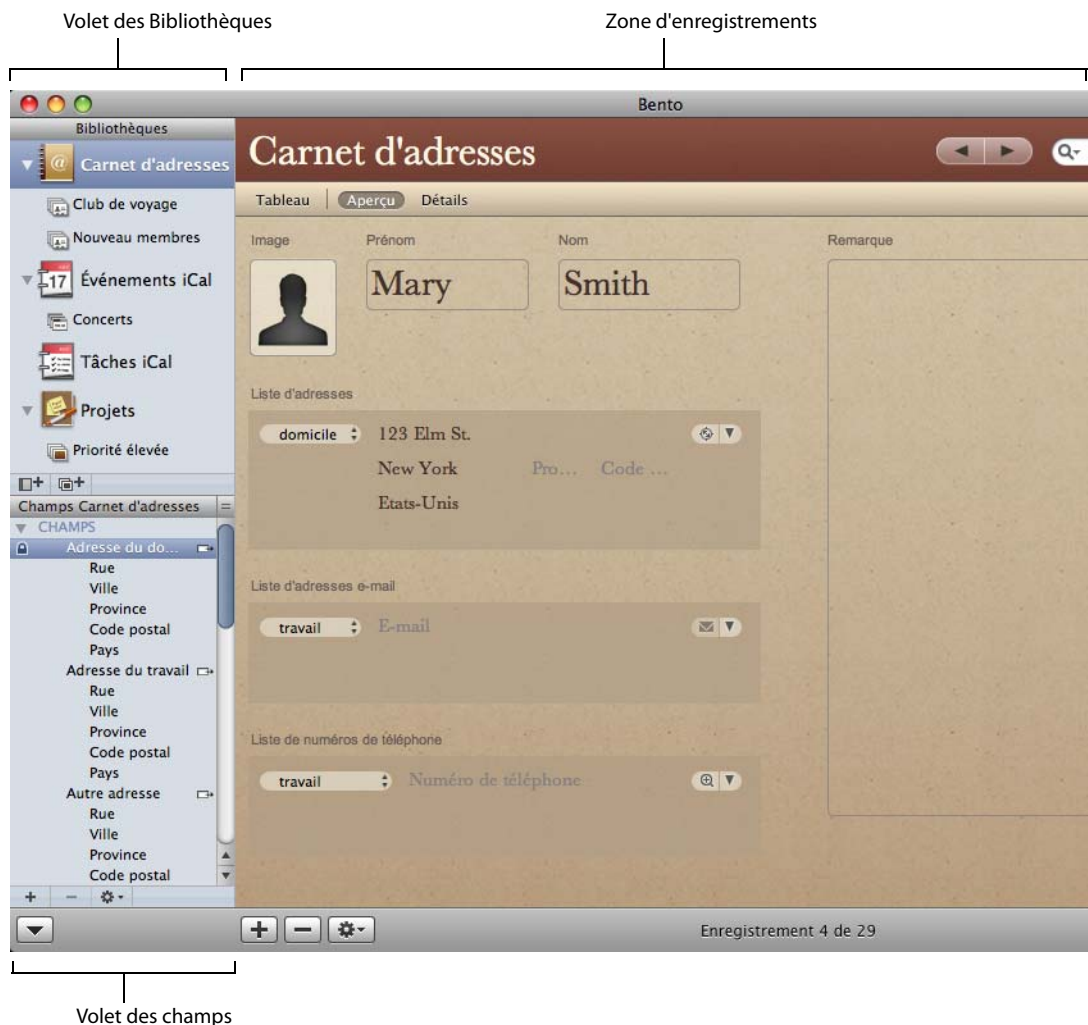 Volet des Bibliothèques
Zone d'enregistrements
Bento
Bibliothèques
Carnet d'adresses
Club de voyage
Nouveau membres
17
Événements iCal
Concerts
Tâches iCal
Projets
Priorité élevée
Champs Carnet d'adresses
CHAMPS
Adresse du do...
Rue
Ville
Province
Code postal
Pays
Adresse du travail
Rue
Ville
Province
Code postal
Pays
Autre adresse
Rue
Ville
Province
Code postal
Carnet d'adresses
Tableau Aperçu Détails
Image Prénom Nom Remarque
Mary Smith
Liste d'adresses
domicile 123 Elm St.
New York Pro... Code ...
Etats-Unis
Liste d'adresses e-mail
travail E-mail
Liste de numéros de téléphone
travail Numéro de téléphone
Enregistrement 4 de 29
Volet des champs